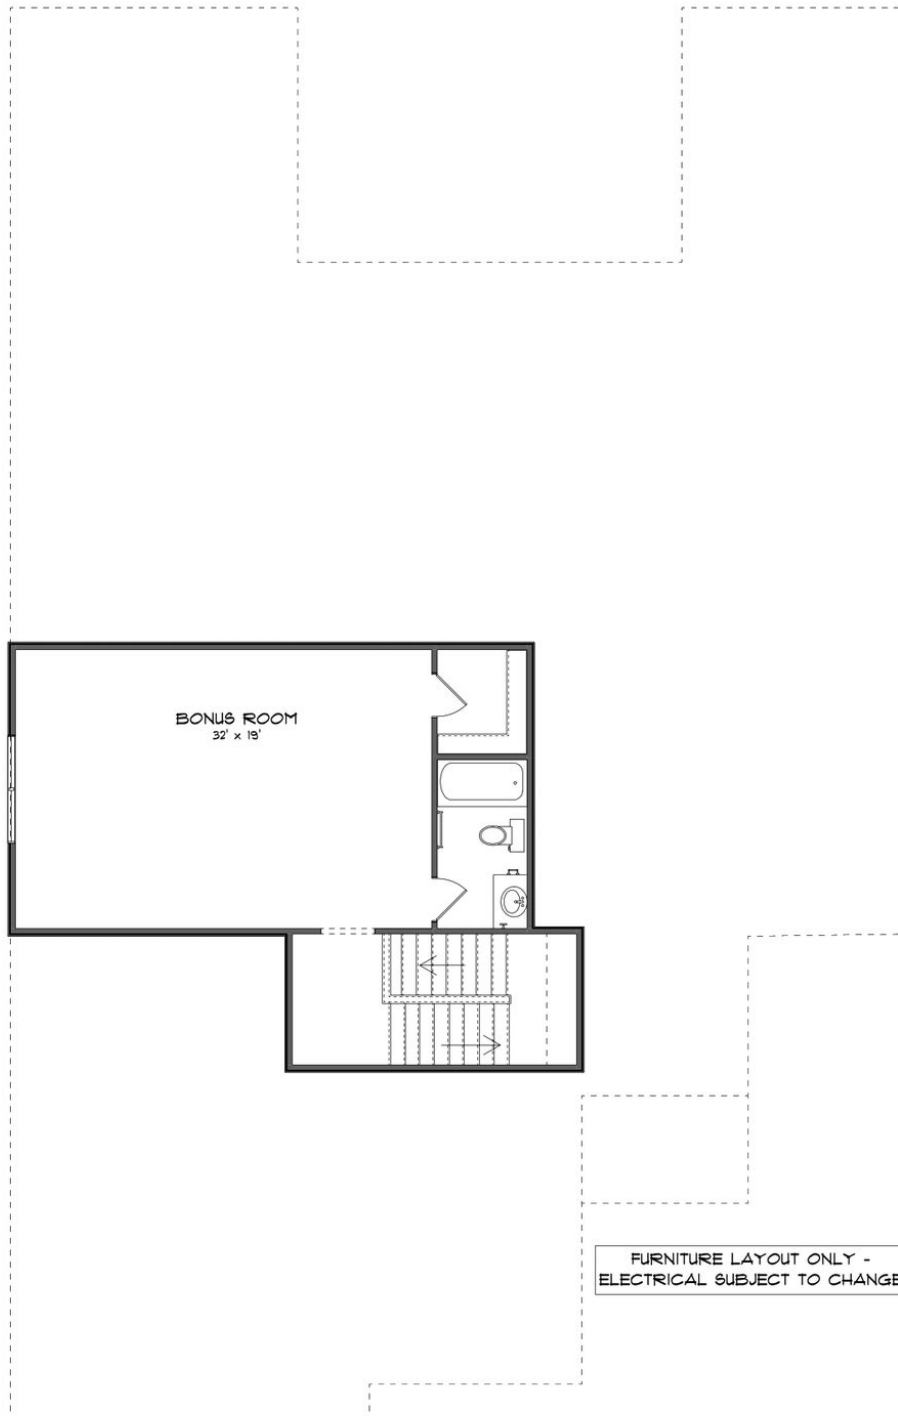 BONUS ROOM
32' x 19'
FURNITURE LAYOUT ONLY -
ELECTRICAL SUBJECT TO CHANGE